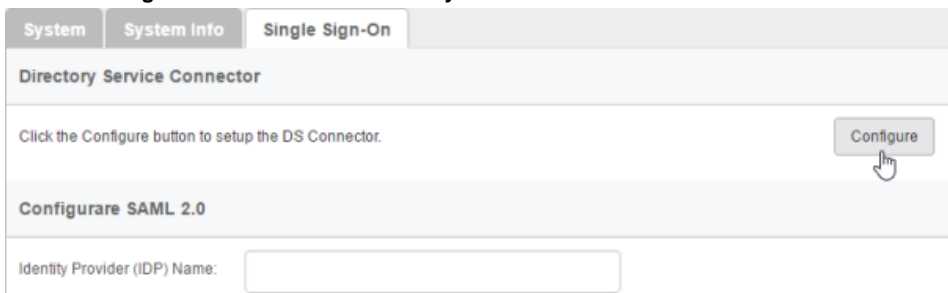 System System Info Single Sign-On
Directory Service Connector
Click the Configure button to setup the DS Connector. Configure
Configurare SAML 2.0
Identity Provider (IDP) Name: